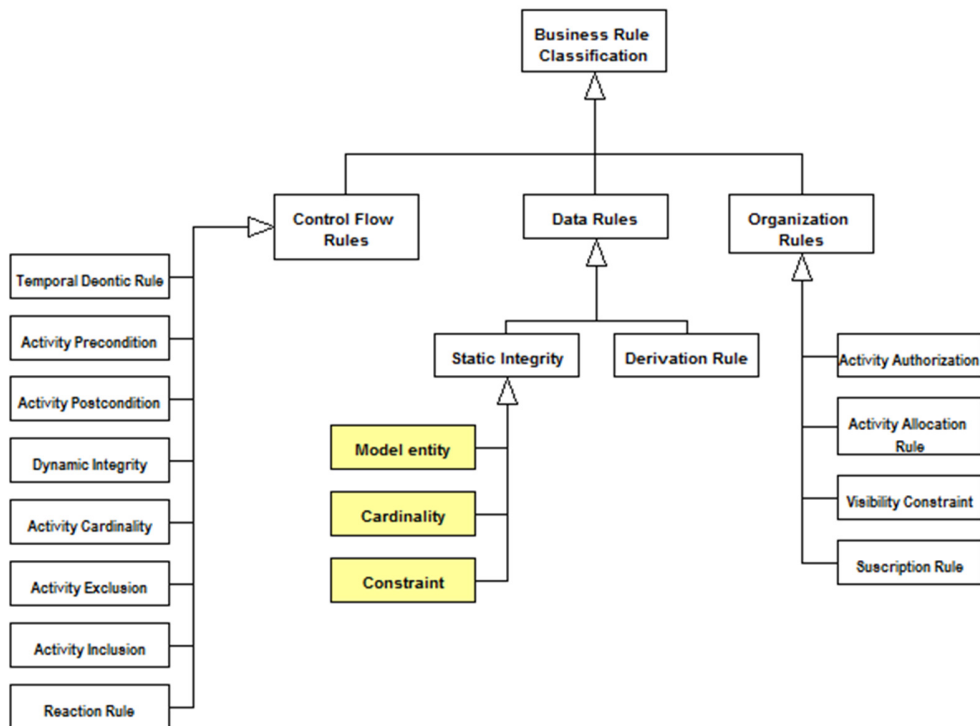 Business Rule
Classification
Control Flow
Rules
Data Rules
Organization
Rules
Temporal Deontic Rule
Activity Precondition
Activity Postcondition
Dynamic Integrity
Activity Cardinality
Activity Exclusion
Activity Inclusion
Reaction Rule
Static Integrity
Derivation Rule
Model entity
Cardinality
Constraint
Activity Authorization
Activity Allocation
Rule
Visibility Constraint
Suscription Rule